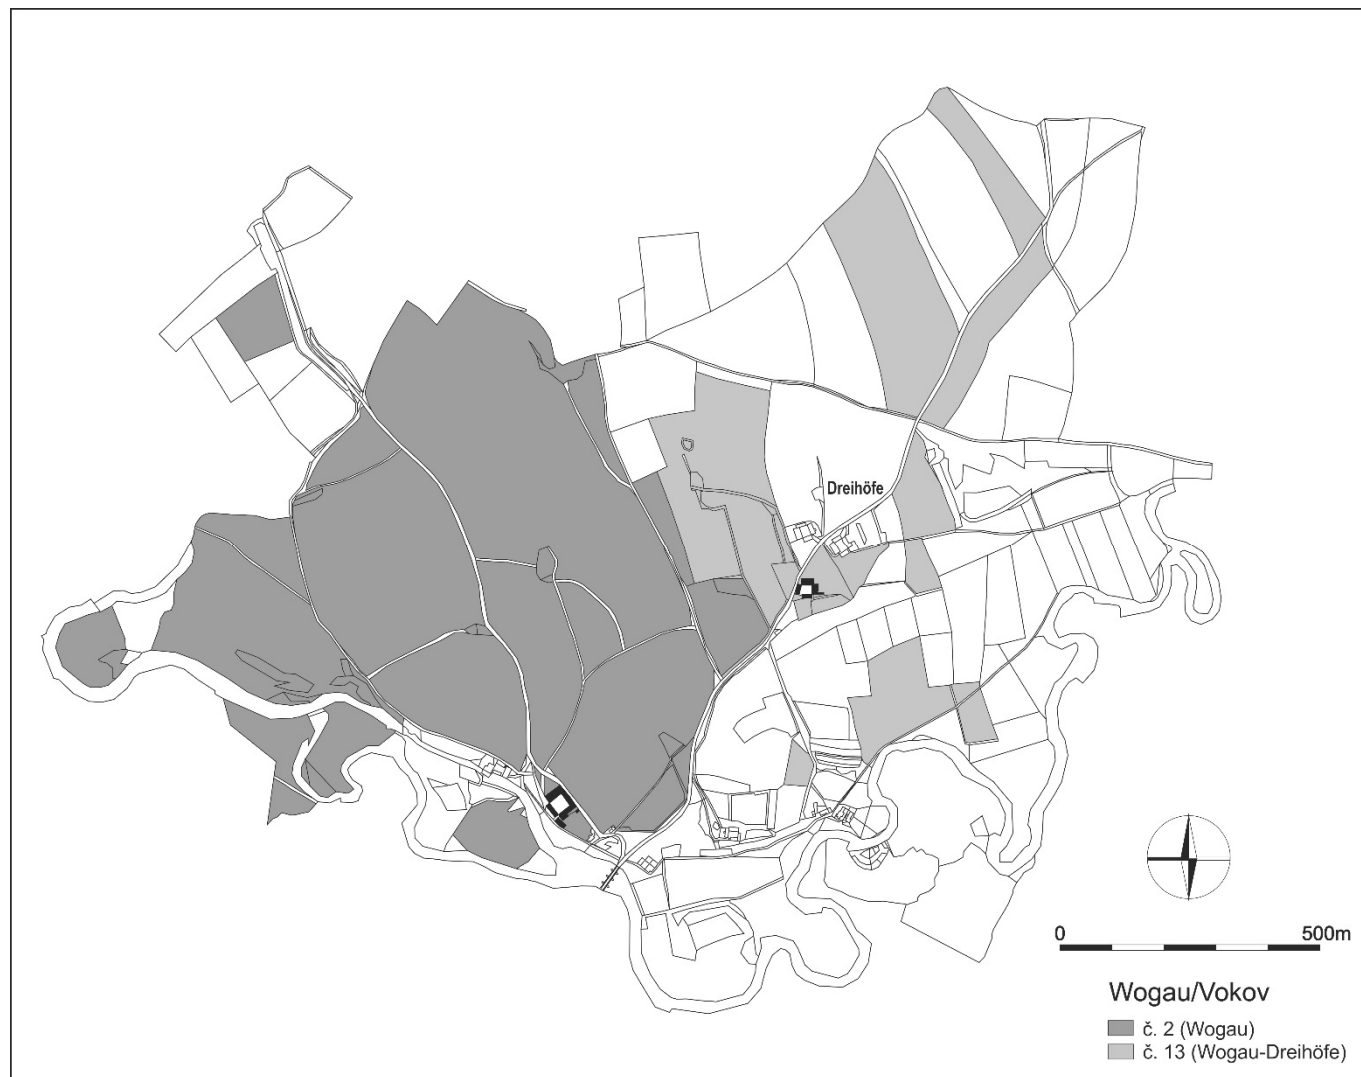 Dreihöfe
0 500m
Wogau/Vokov
č. 2 (Wogau)
č. 13 (Wogau-Dreihöfe)